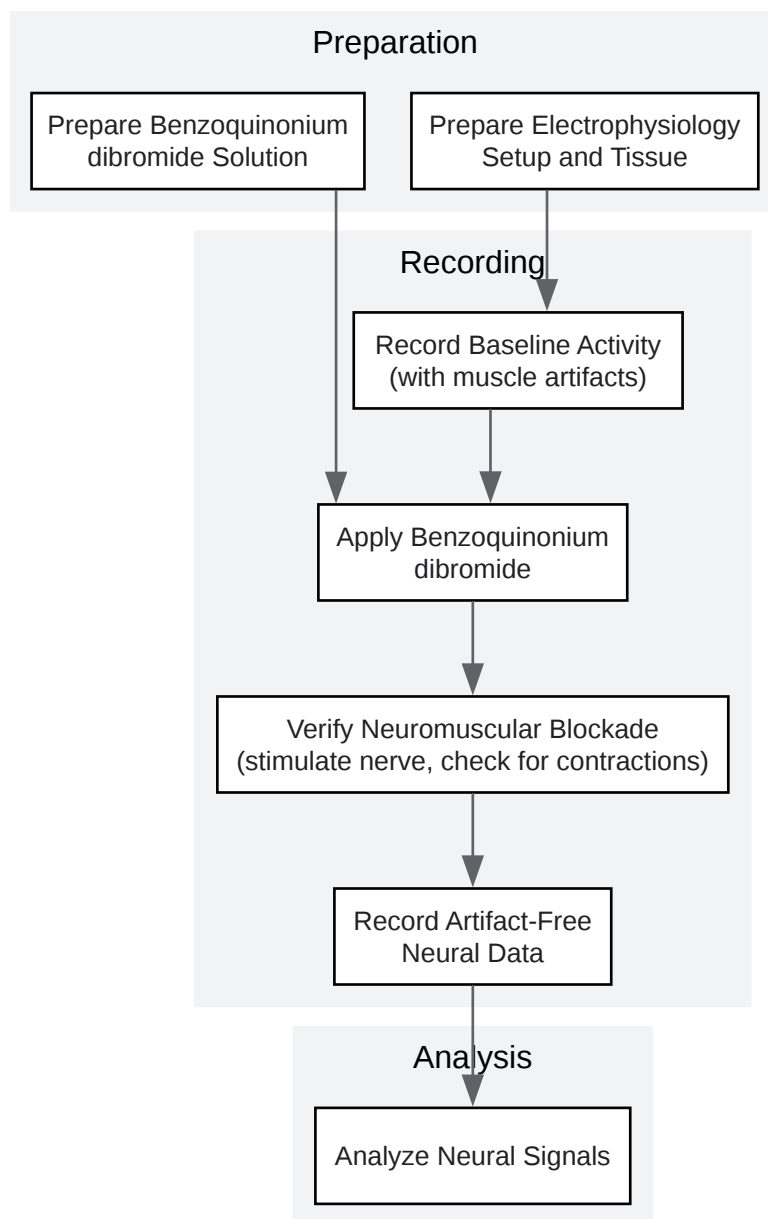 Preparation
Prepare Benzoquinonium
dibromide Solution
Prepare Electrophysiology
Setup and Tissue
Recording
Record Baseline Activity
(with muscle artifacts)
Apply Benzoquinonium
dibromide
Verify Neuromuscular Blockade
(stimulate nerve, check for contractions)
Record Artifact-Free
Neural Data
Analysis
Analyze Neural Signals